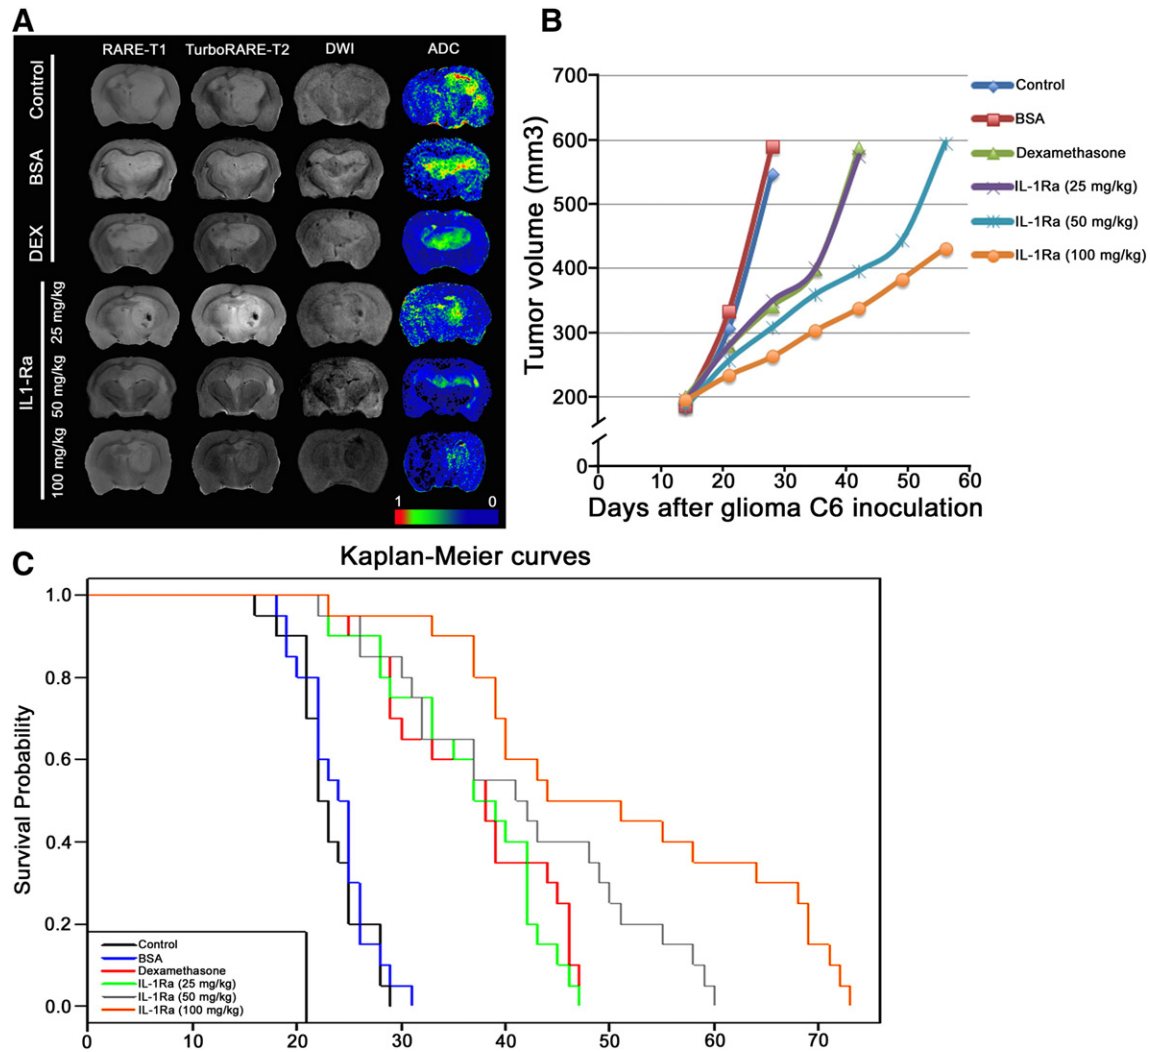 A
RARE-T1 TurboRARE-T2 DWI ADC
Control
BSA
DEX
IL1-Ra
25 mg/kg
50 mg/kg
100 mg/kg
1 0
B
Tumor volume (mm3)
700
600
500
400
300
200
0
0 10 20 30 40 50 60
Days after glioma C6 inoculation
Control
BSA
Dexamethasone
IL-1Ra (25 mg/kg)
IL-1Ra (50 mg/kg)
IL-1Ra (100 mg/kg)
C
Kaplan-Meier curves
Survival Probability
1.0
0.8
0.6
0.4
0.2
0.0
Control
BSA
Dexamethasone
IL-1Ra (25 mg/kg)
IL-1Ra (50 mg/kg)
IL-1Ra (100 mg/kg)
0 10 20 30 40 50 60 70